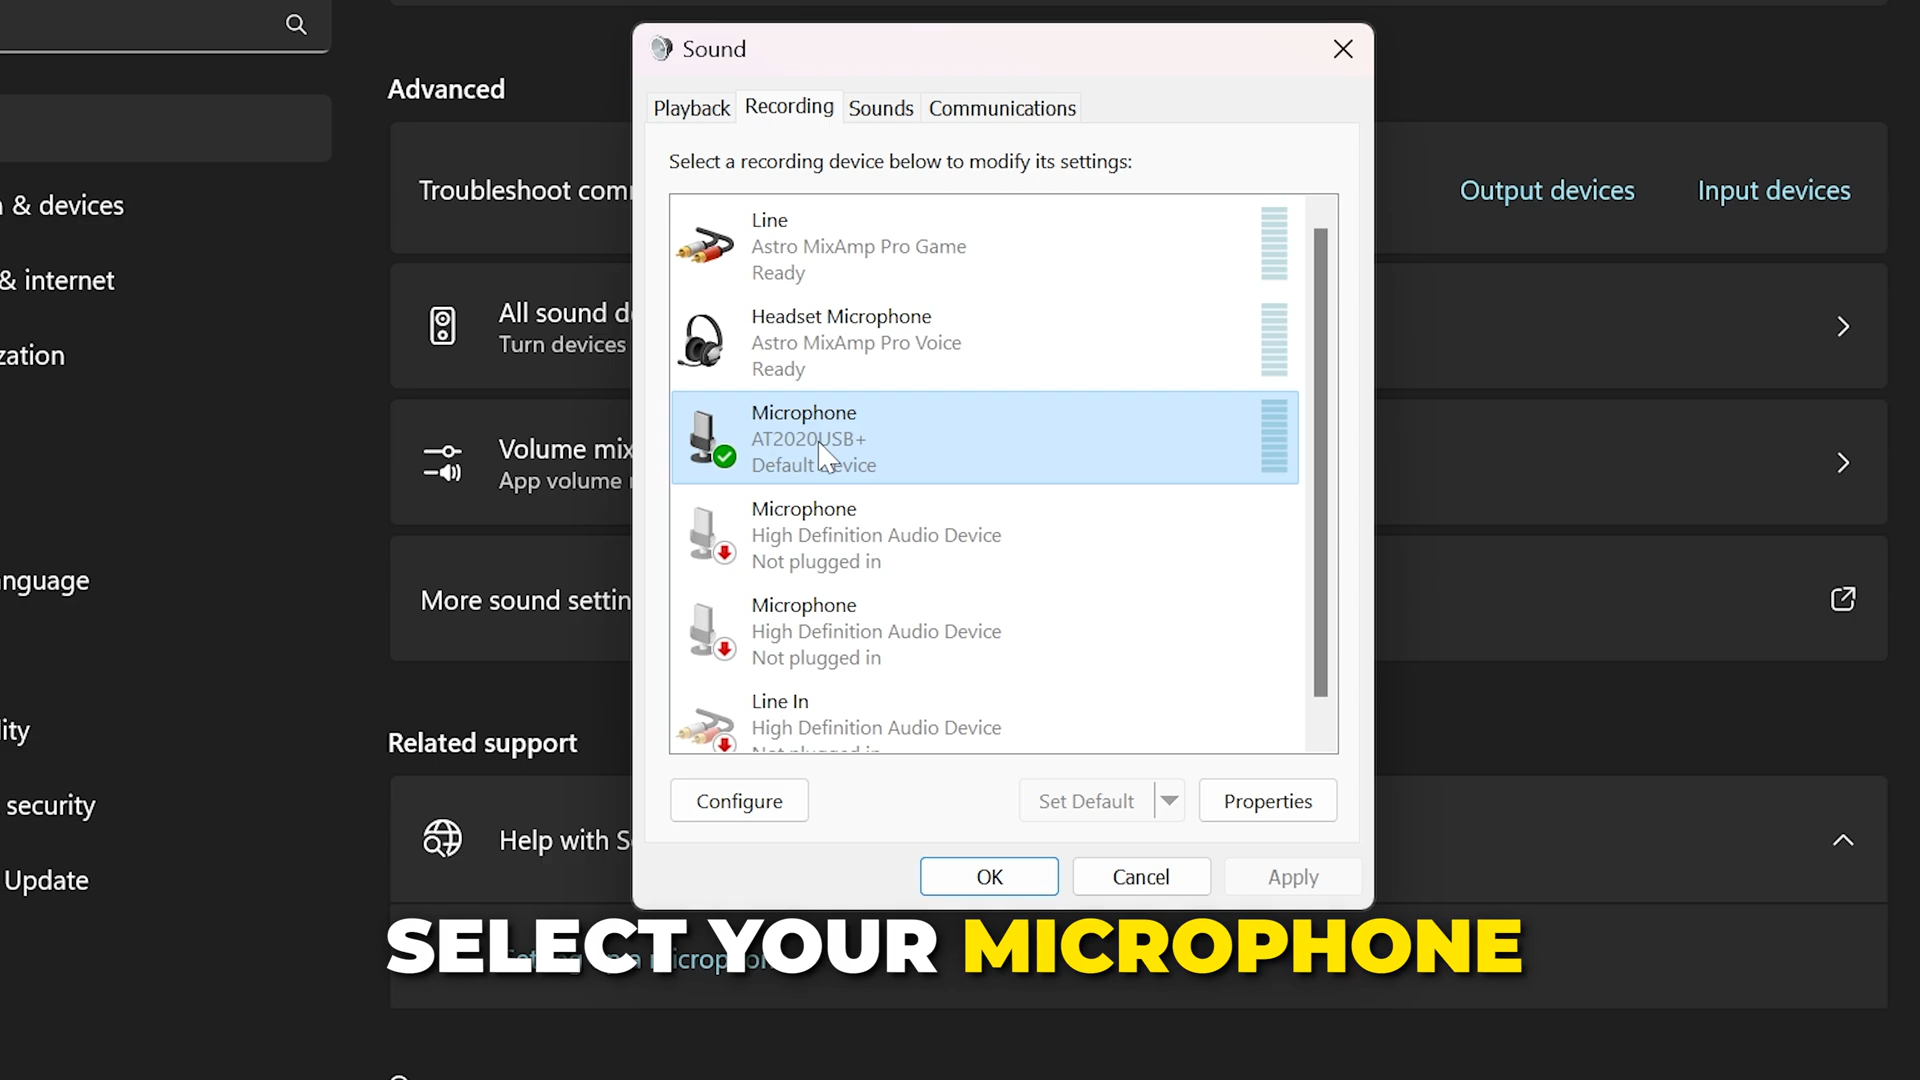 Sound
Playback
Recording
Sounds
Communications
Select a recording device below to modify its settings:
Line
Astro MixAmp Pro Game
Ready
Headset Microphone
Astro MixAmp Pro Voice
Ready
Microphone
AT2020USB+
Default Device
Microphone
High Definition Audio Device
Not plugged in
Microphone
High Definition Audio Device
Not plugged in
Line In
High Definition Audio Device
Not plugged in
Configure
Set Default
Properties
OK
Cancel
Apply
& devices
& internet
zation
anguage
ity
security
Update
Advanced
Troubleshoot com
Output devices
Input devices
All sound d
Turn devices
Volume mix
App volume
More sound settin
Related support
Help with S
SELECT YOUR MICROPHONE